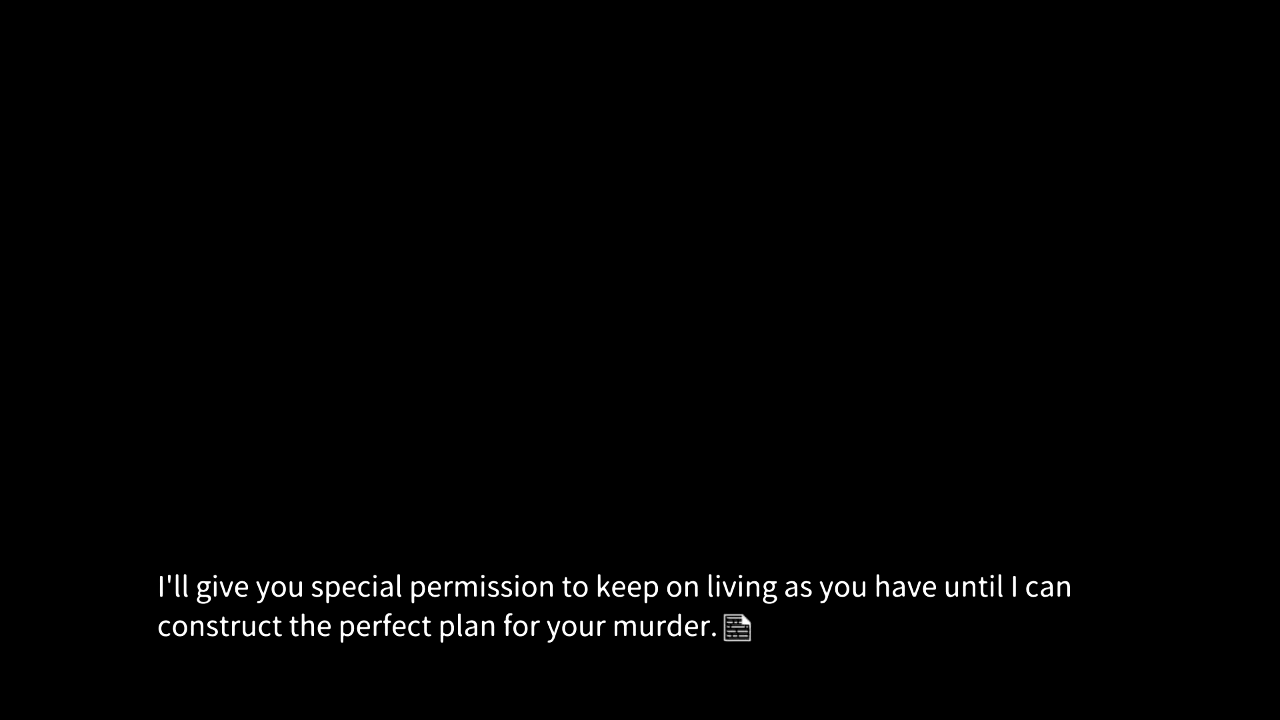 I'll give you special permission to keep on living as you have until I can
construct the perfect plan for your murder.